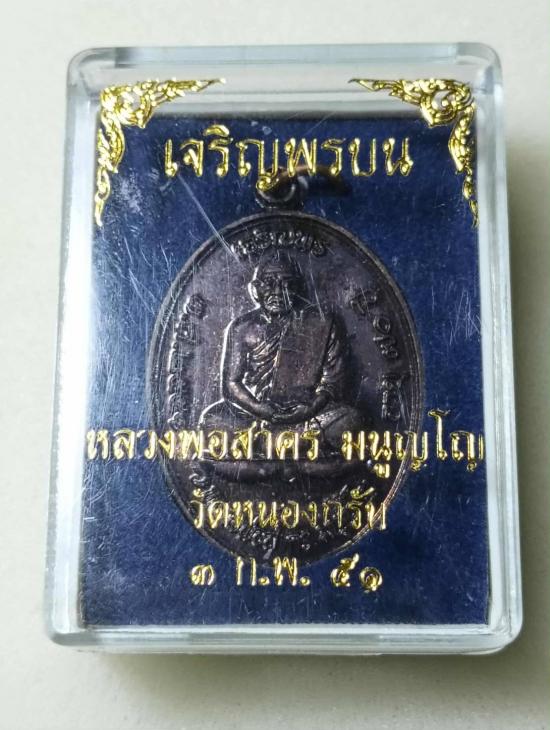 เจริญพรบน
หลวงพ่อสาคร มนูญโญ
วัดหนองกรับ
๓ ก.พ. ๕๑